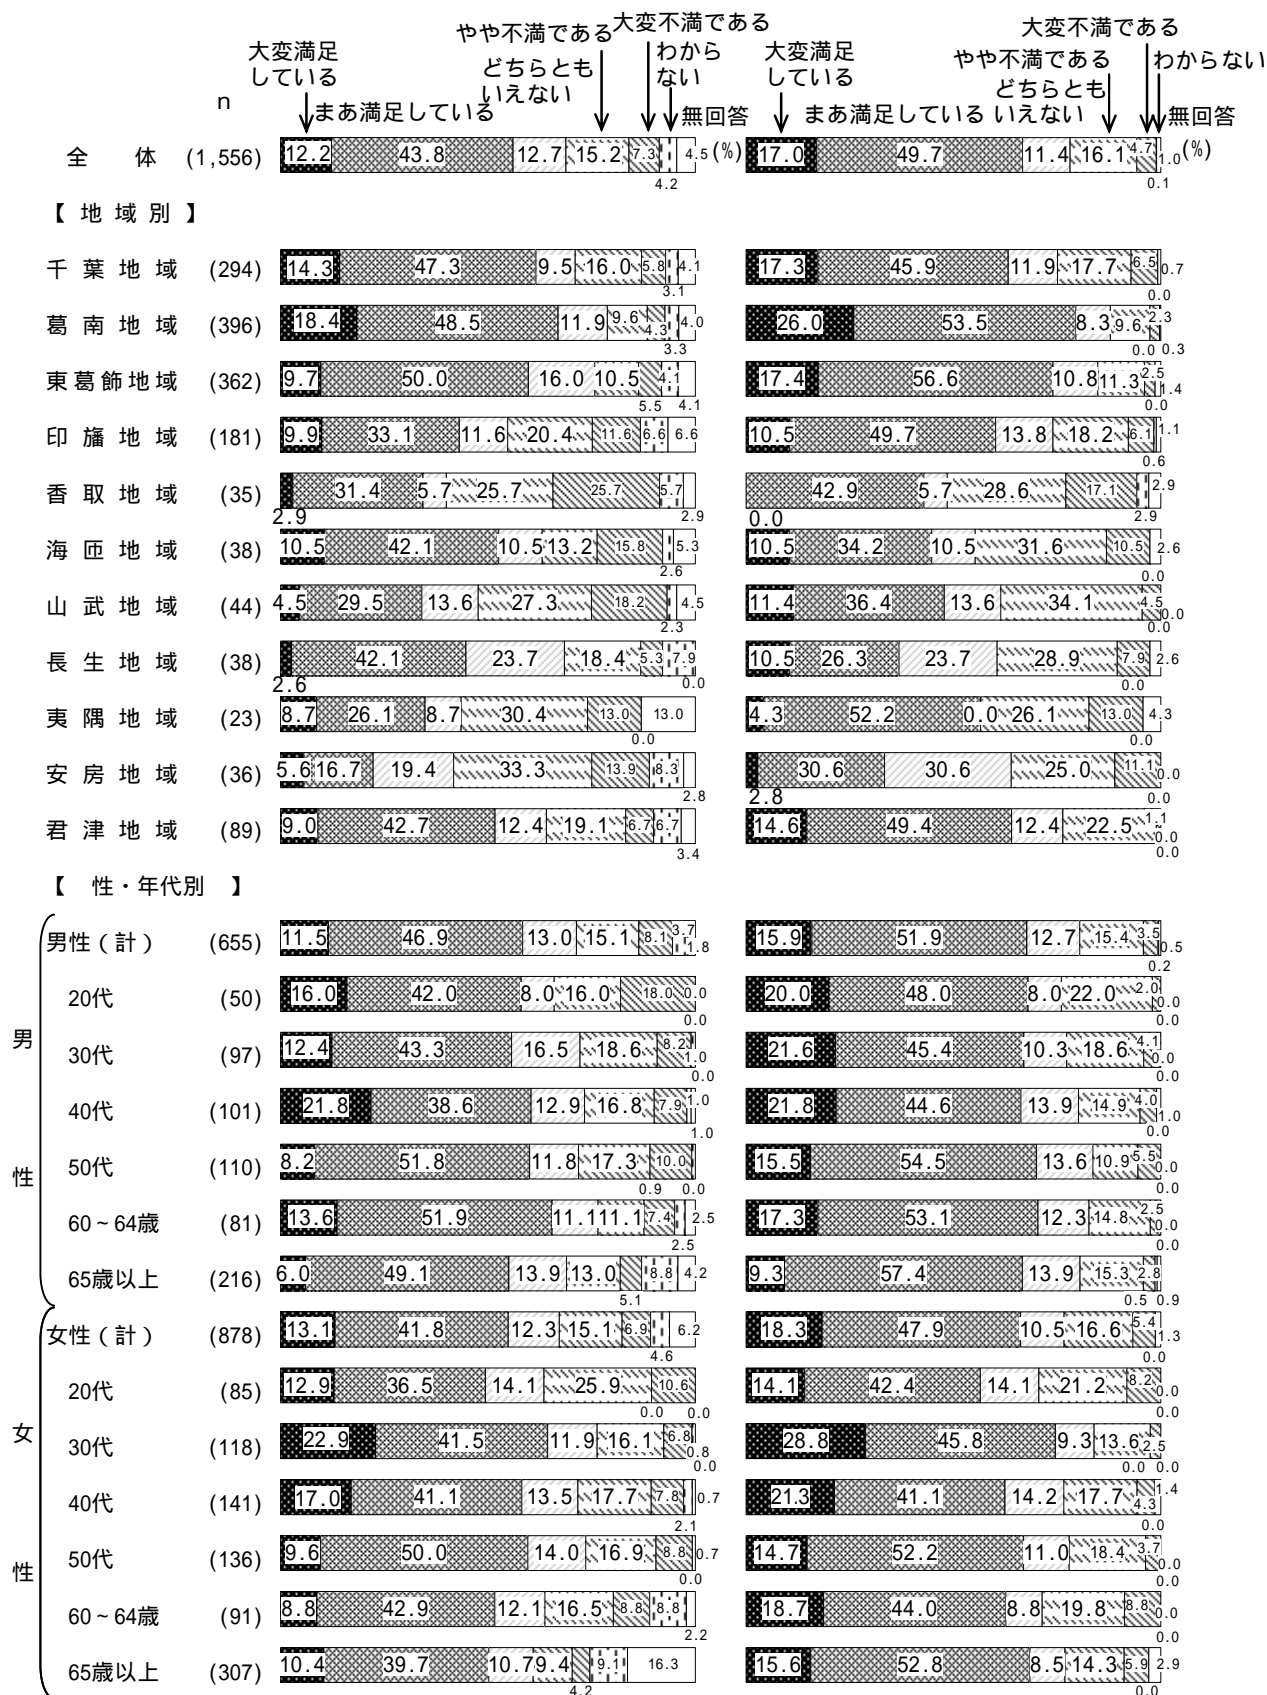 大変不満である
大変不満である
やや不満である
わから
ない
大変満足
している
どちらとも
いえない
やや不満である
わからない
大変満足
している
どちらとも
いえない
n
まあ満足している
無回答
まあ満足している
無回答
全体 (1,556) 12.2 43.8 12.7 15.2 7.3 4.2 4.5 (%) 17.0 49.7 11.4 16.1 4.7 0.1 1.0 (%)
【地域別】
千葉地域 (294) 14.3 47.3 9.5 16.0 5.8 3.1 4.1 17.3 45.9 11.9 17.7 6.5 0.0 0.7
葛南地域 (396) 18.4 48.5 11.9 9.6 4.3 3.3 4.0 26.0 53.5 8.3 9.6 2.3 0.0 0.3
東葛飾地域 (362) 9.7 50.0 16.0 10.5 5.5 4.1 4.1 17.4 56.6 10.8 11.3 2.5 0.0 1.4
印旛地域 (181) 9.9 33.1 11.6 20.4 11.6 6.6 6.6 10.5 49.7 13.8 18.2 6.1 0.6 1.1
香取地域 (35) 2.9 31.4 5.7 25.7 25.7 5.7 2.9 0.0 42.9 5.7 28.6 17.1 2.9 2.9
海匝地域 (38) 10.5 42.1 10.5 13.2 15.8 2.6 5.3 10.5 34.2 10.5 31.6 10.5 0.0 2.6
山武地域 (44) 4.5 29.5 13.6 27.3 18.2 2.3 4.5 11.4 36.4 13.6 34.1 4.5 0.0 0.0
長生地域 (38) 2.6 42.1 23.7 18.4 5.3 7.9 0.0 10.5 26.3 23.7 28.9 7.9 0.0 2.6
夷隅地域 (23) 8.7 26.1 8.7 30.4 13.0 0.0 13.0 4.3 52.2 0.0 26.1 13.0 0.0 4.3
安房地域 (36) 5.6 16.7 19.4 33.3 13.9 8.3 2.8 2.8 30.6 30.6 25.0 11.1 0.0 0.0
君津地域 (89) 9.0 42.7 12.4 19.1 6.7 6.7 3.4 14.6 49.4 12.4 22.5 1.1 0.0 0.0
【 性・年代別 】
男性(計) (655) 11.5 46.9 13.0 15.1 8.1 3.7 1.8 15.9 51.9 12.7 15.4 3.5 0.2 0.5
20代 (50) 16.0 42.0 8.0 16.0 18.0 0.0 0.0 20.0 48.0 8.0 22.0 2.0 0.0 0.0
男
30代 (97) 12.4 43.3 16.5 18.6 8.2 1.0 0.0 21.6 45.4 10.3 18.6 4.1 0.0 0.0
40代 (101) 21.8 38.6 12.9 16.8 7.9 1.0 1.0 21.8 44.6 13.9 14.9 4.0 0.0 1.0
性
50代 (110) 8.2 51.8 11.8 17.3 10.0 0.9 0.0 15.5 54.5 13.6 10.9 5.5 0.0 0.0
60~64歳 (81) 13.6 51.9 11.1 11.1 7.4 2.5 2.5 17.3 53.1 12.3 14.8 2.5 0.0 0.0
65歳以上 (216) 6.0 49.1 13.9 13.0 5.1 8.8 4.2 9.3 57.4 13.9 15.3 2.8 0.5 0.9
女性(計) (878) 13.1 41.8 12.3 15.1 6.9 4.6 6.2 18.3 47.9 10.5 16.6 5.4 0.0 1.3
20代 (85) 12.9 36.5 14.1 25.9 10.6 0.0 0.0 14.1 42.4 14.1 21.2 8.2 0.0 0.0
女
30代 (118) 22.9 41.5 11.9 16.1 6.8 0.8 0.0 28.8 45.8 9.3 13.6 2.5 0.0 0.0
40代 (141) 17.0 41.1 13.5 17.7 7.8 2.1 0.7 21.3 41.1 14.2 17.7 4.3 0.0 1.4
50代 (136) 9.6 50.0 14.0 16.9 8.8 0.0 0.7 14.7 52.2 11.0 18.4 3.7 0.0 0.0
性
60~64歳 (91) 8.8 42.9 12.1 16.5 8.8 8.8 2.2 18.7 44.0 8.8 19.8 8.8 0.0 0.0
65歳以上 (307) 10.4 39.7 10.7 9.4 4.2 9.1 16.3 15.6 52.8 8.5 14.3 5.9 0.0 2.9